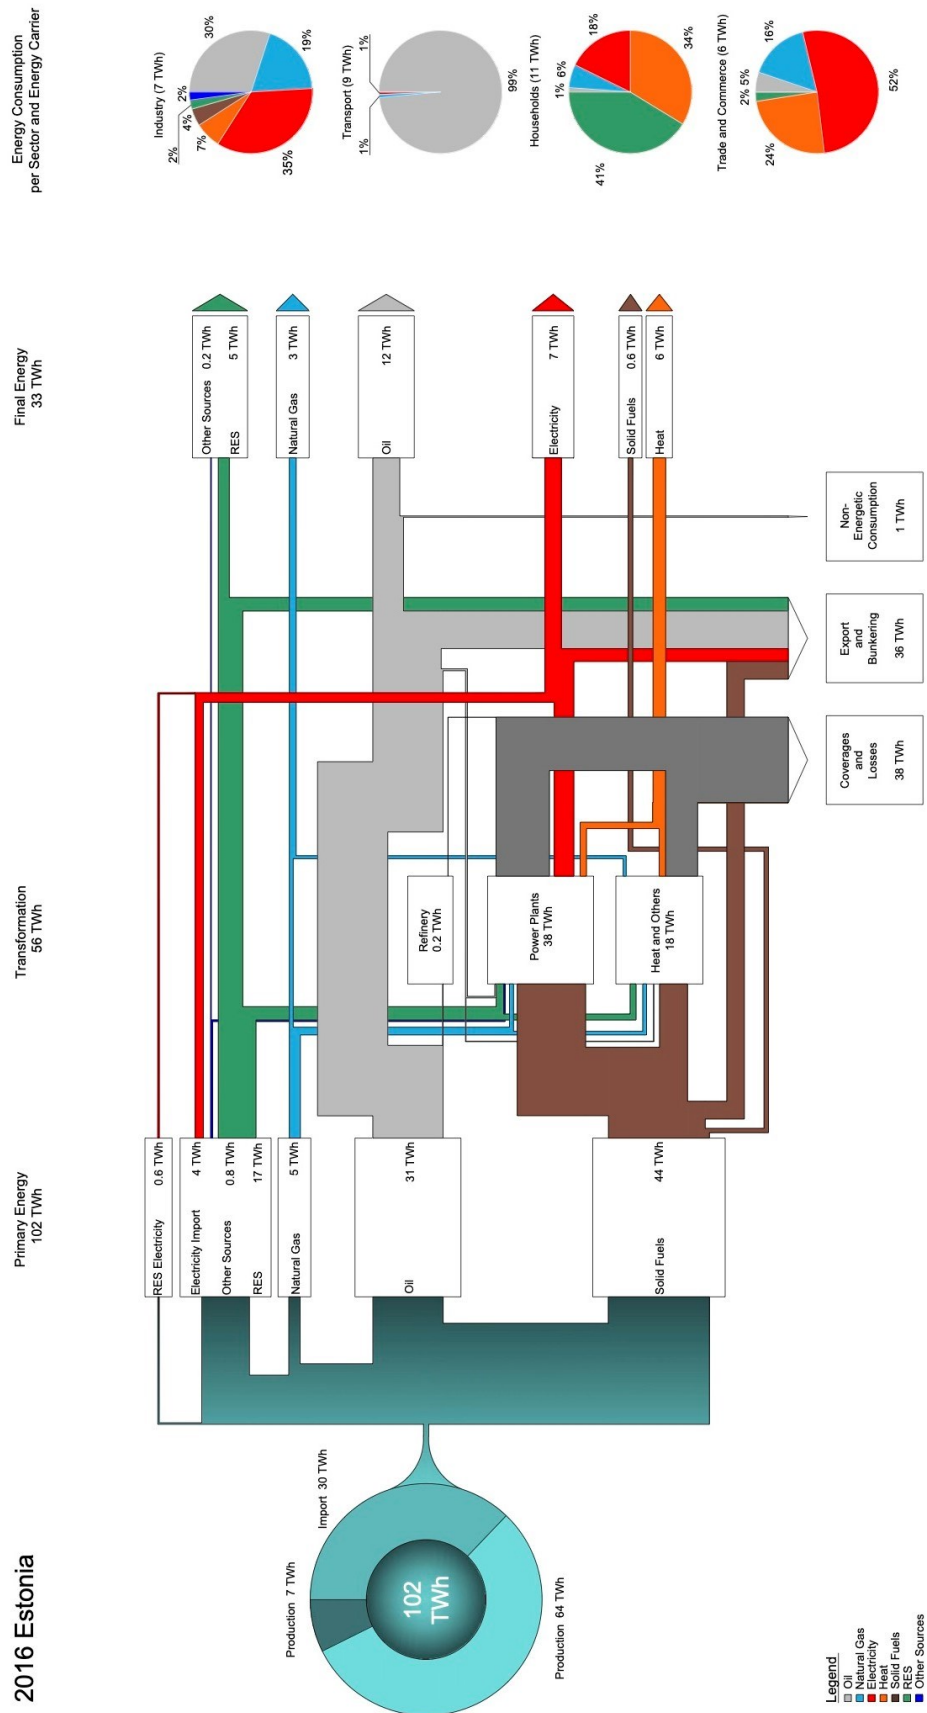 2016 Estonia
Primary Energy
102 TWh
Transformation
56 TWh
Final Energy
33 TWh
Energy Consumption
per Sector and Energy Carrier
Production 7 TWh
Import 30 TWh
102
TWh
Production 64 TWh
RES Electricity 0.6 TWh
Electricity Import 4 TWh
Other Sources 0.8 TWh
RES 17 TWh
Natural Gas 5 TWh
Oil 31 TWh
Solid Fuels 44 TWh
Refinery
0.2 TWh
Power Plants
38 TWh
Heat and Others
18 TWh
Other Sources 0.2 TWh
RES 5 TWh
Natural Gas 3 TWh
Oil 12 TWh
Electricity 7 TWh
Solid Fuels 0.6 TWh
Heat 6 TWh
Coverages
and
Losses
38 TWh
Export
and
Bunkering
36 TWh
Non-
Energetic
Consumption
1 TWh
Industry (7 TWh)
30%
19%
35%
7%
4%
2%
2%
Transport (9 TWh)
1%
1%
99%
Households (11 TWh)
1%
6%
18%
34%
41%
Trade and Commerce (6 TWh)
2%
5%
16%
52%
24%
Legend
Oil
Natural Gas
Electricity
Heat
Solid Fuels
RES
Other Sources